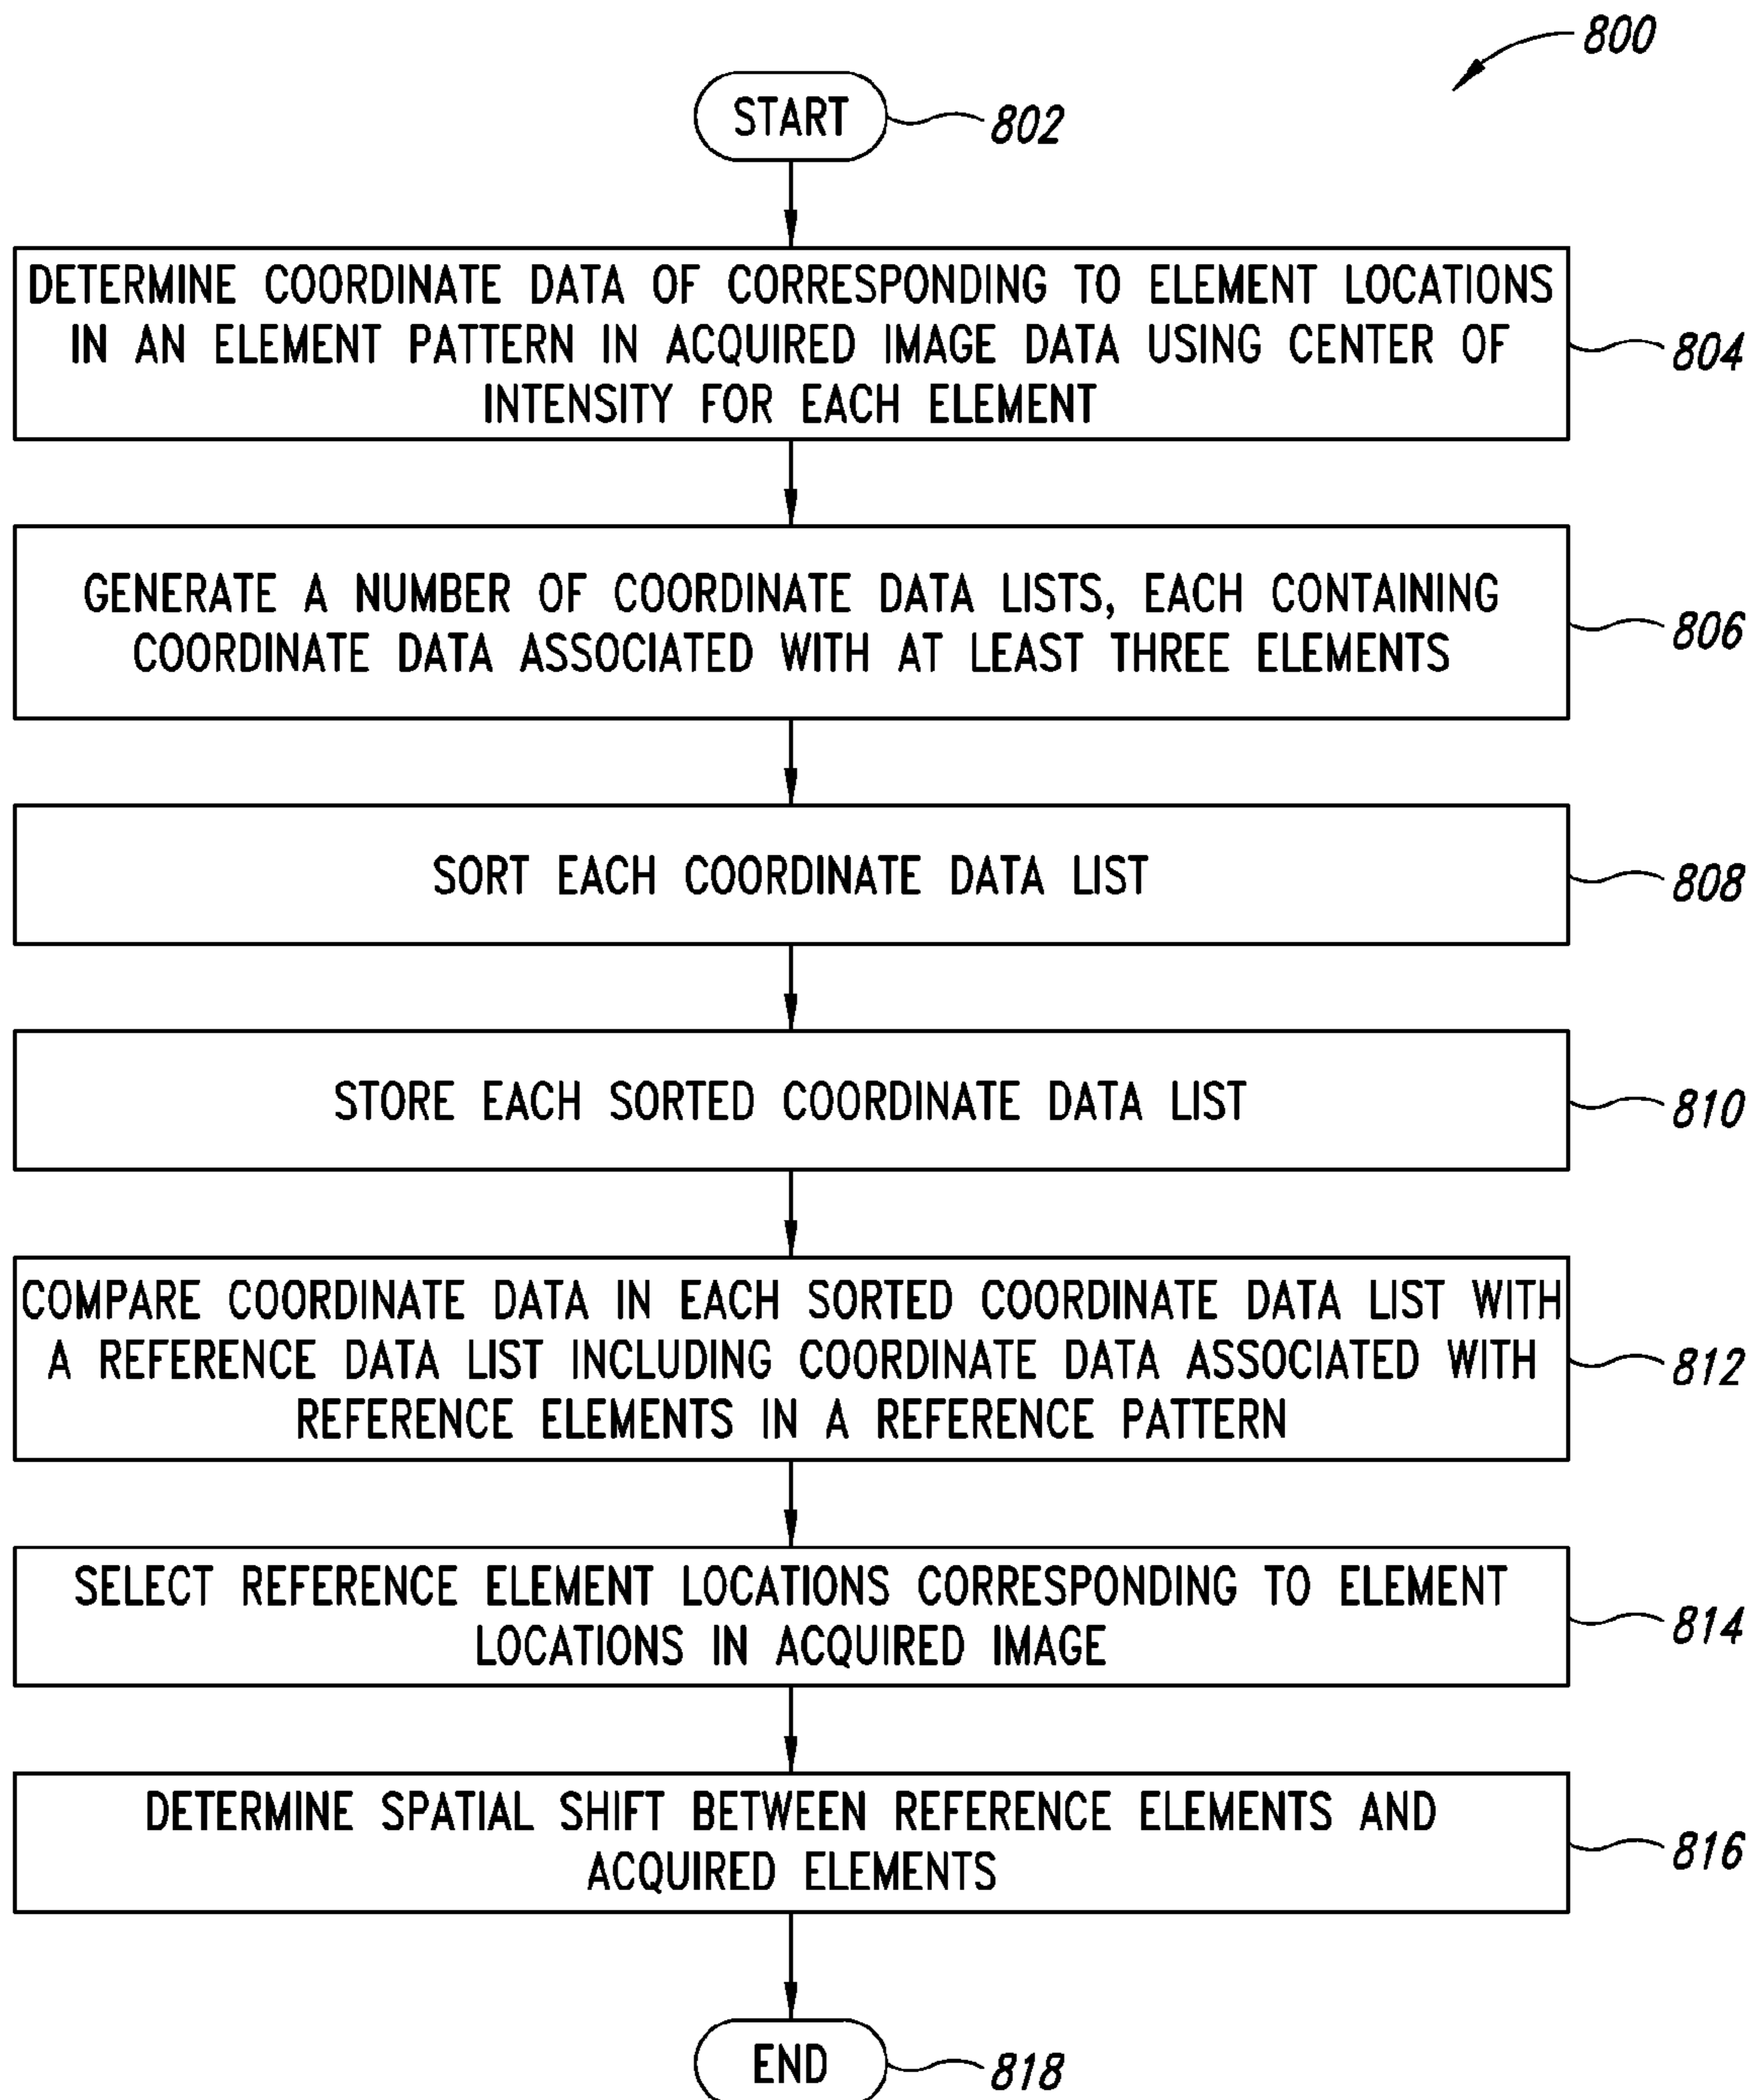 800
START
802
DETERMINE COORDINATE DATA OF CORRESPONDING TO ELEMENT LOCATIONS
IN AN ELEMENT PATTERN IN ACQUIRED IMAGE DATA USING CENTER OF
INTENSITY FOR EACH ELEMENT
804
GENERATE A NUMBER OF COORDINATE DATA LISTS, EACH CONTAINING
COORDINATE DATA ASSOCIATED WITH AT LEAST THREE ELEMENTS
806
SORT EACH COORDINATE DATA LIST
808
STORE EACH SORTED COORDINATE DATA LIST
810
COMPARE COORDINATE DATA IN EACH SORTED COORDINATE DATA LIST WITH
A REFERENCE DATA LIST INCLUDING COORDINATE DATA ASSOCIATED WITH
REFERENCE ELEMENTS IN A REFERENCE PATTERN
812
SELECT REFERENCE ELEMENT LOCATIONS CORRESPONDING TO ELEMENT
LOCATIONS IN ACQUIRED IMAGE
814
DETERMINE SPATIAL SHIFT BETWEEN REFERENCE ELEMENTS AND
ACQUIRED ELEMENTS
816
END
818